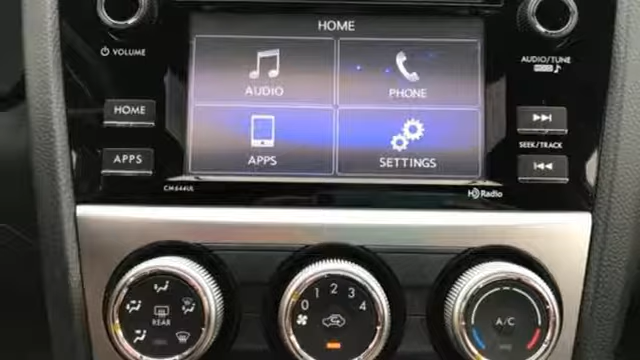 HOME
VOLUME
AUDIO/TUNE
AUDIO
PHONE
HOME
SEEK/TRACK
APPS
APPS
SETTINGS
CM644UL
HD Radio
0 1 2 3 4
REAR
A/C